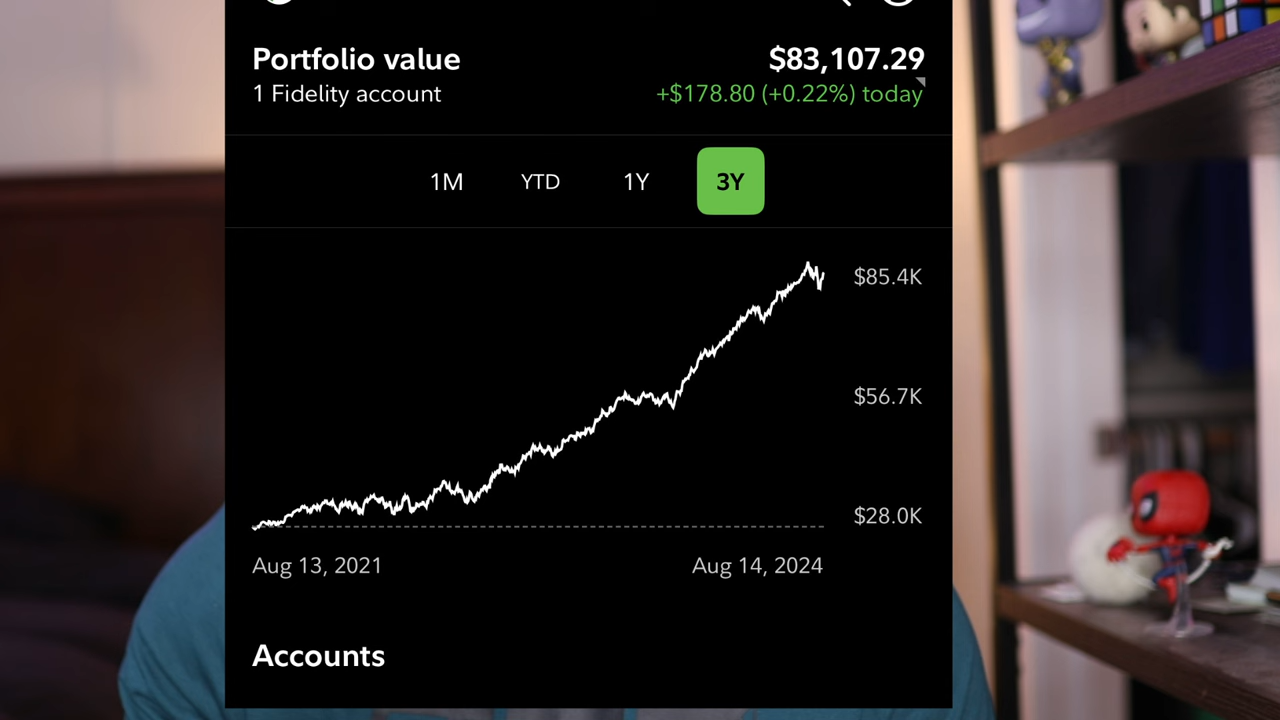 Portfolio value
$83,107.29
1 Fidelity account
+$178.80 (+0.22%) today
1M YTD 1Y 3Y
$85.4K
$56.7K
$28.0K
Aug 13, 2021
Aug 14, 2024
Accounts